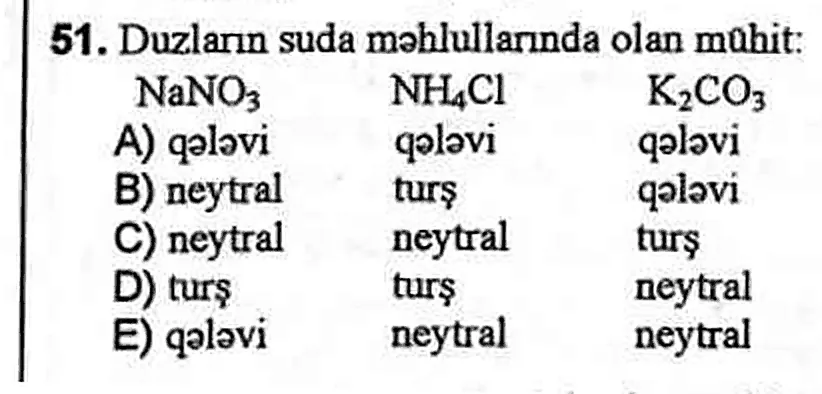 51. Duzların suda məhlullarında olan mühit:
NaNO₃ NH₄Cl K₂CO₃
A) qələvi qələvi qələvi
B) neytral turş qələvi
C) neytral neytral turş
D) turş turş neytral
E) qələvi neytral neytral